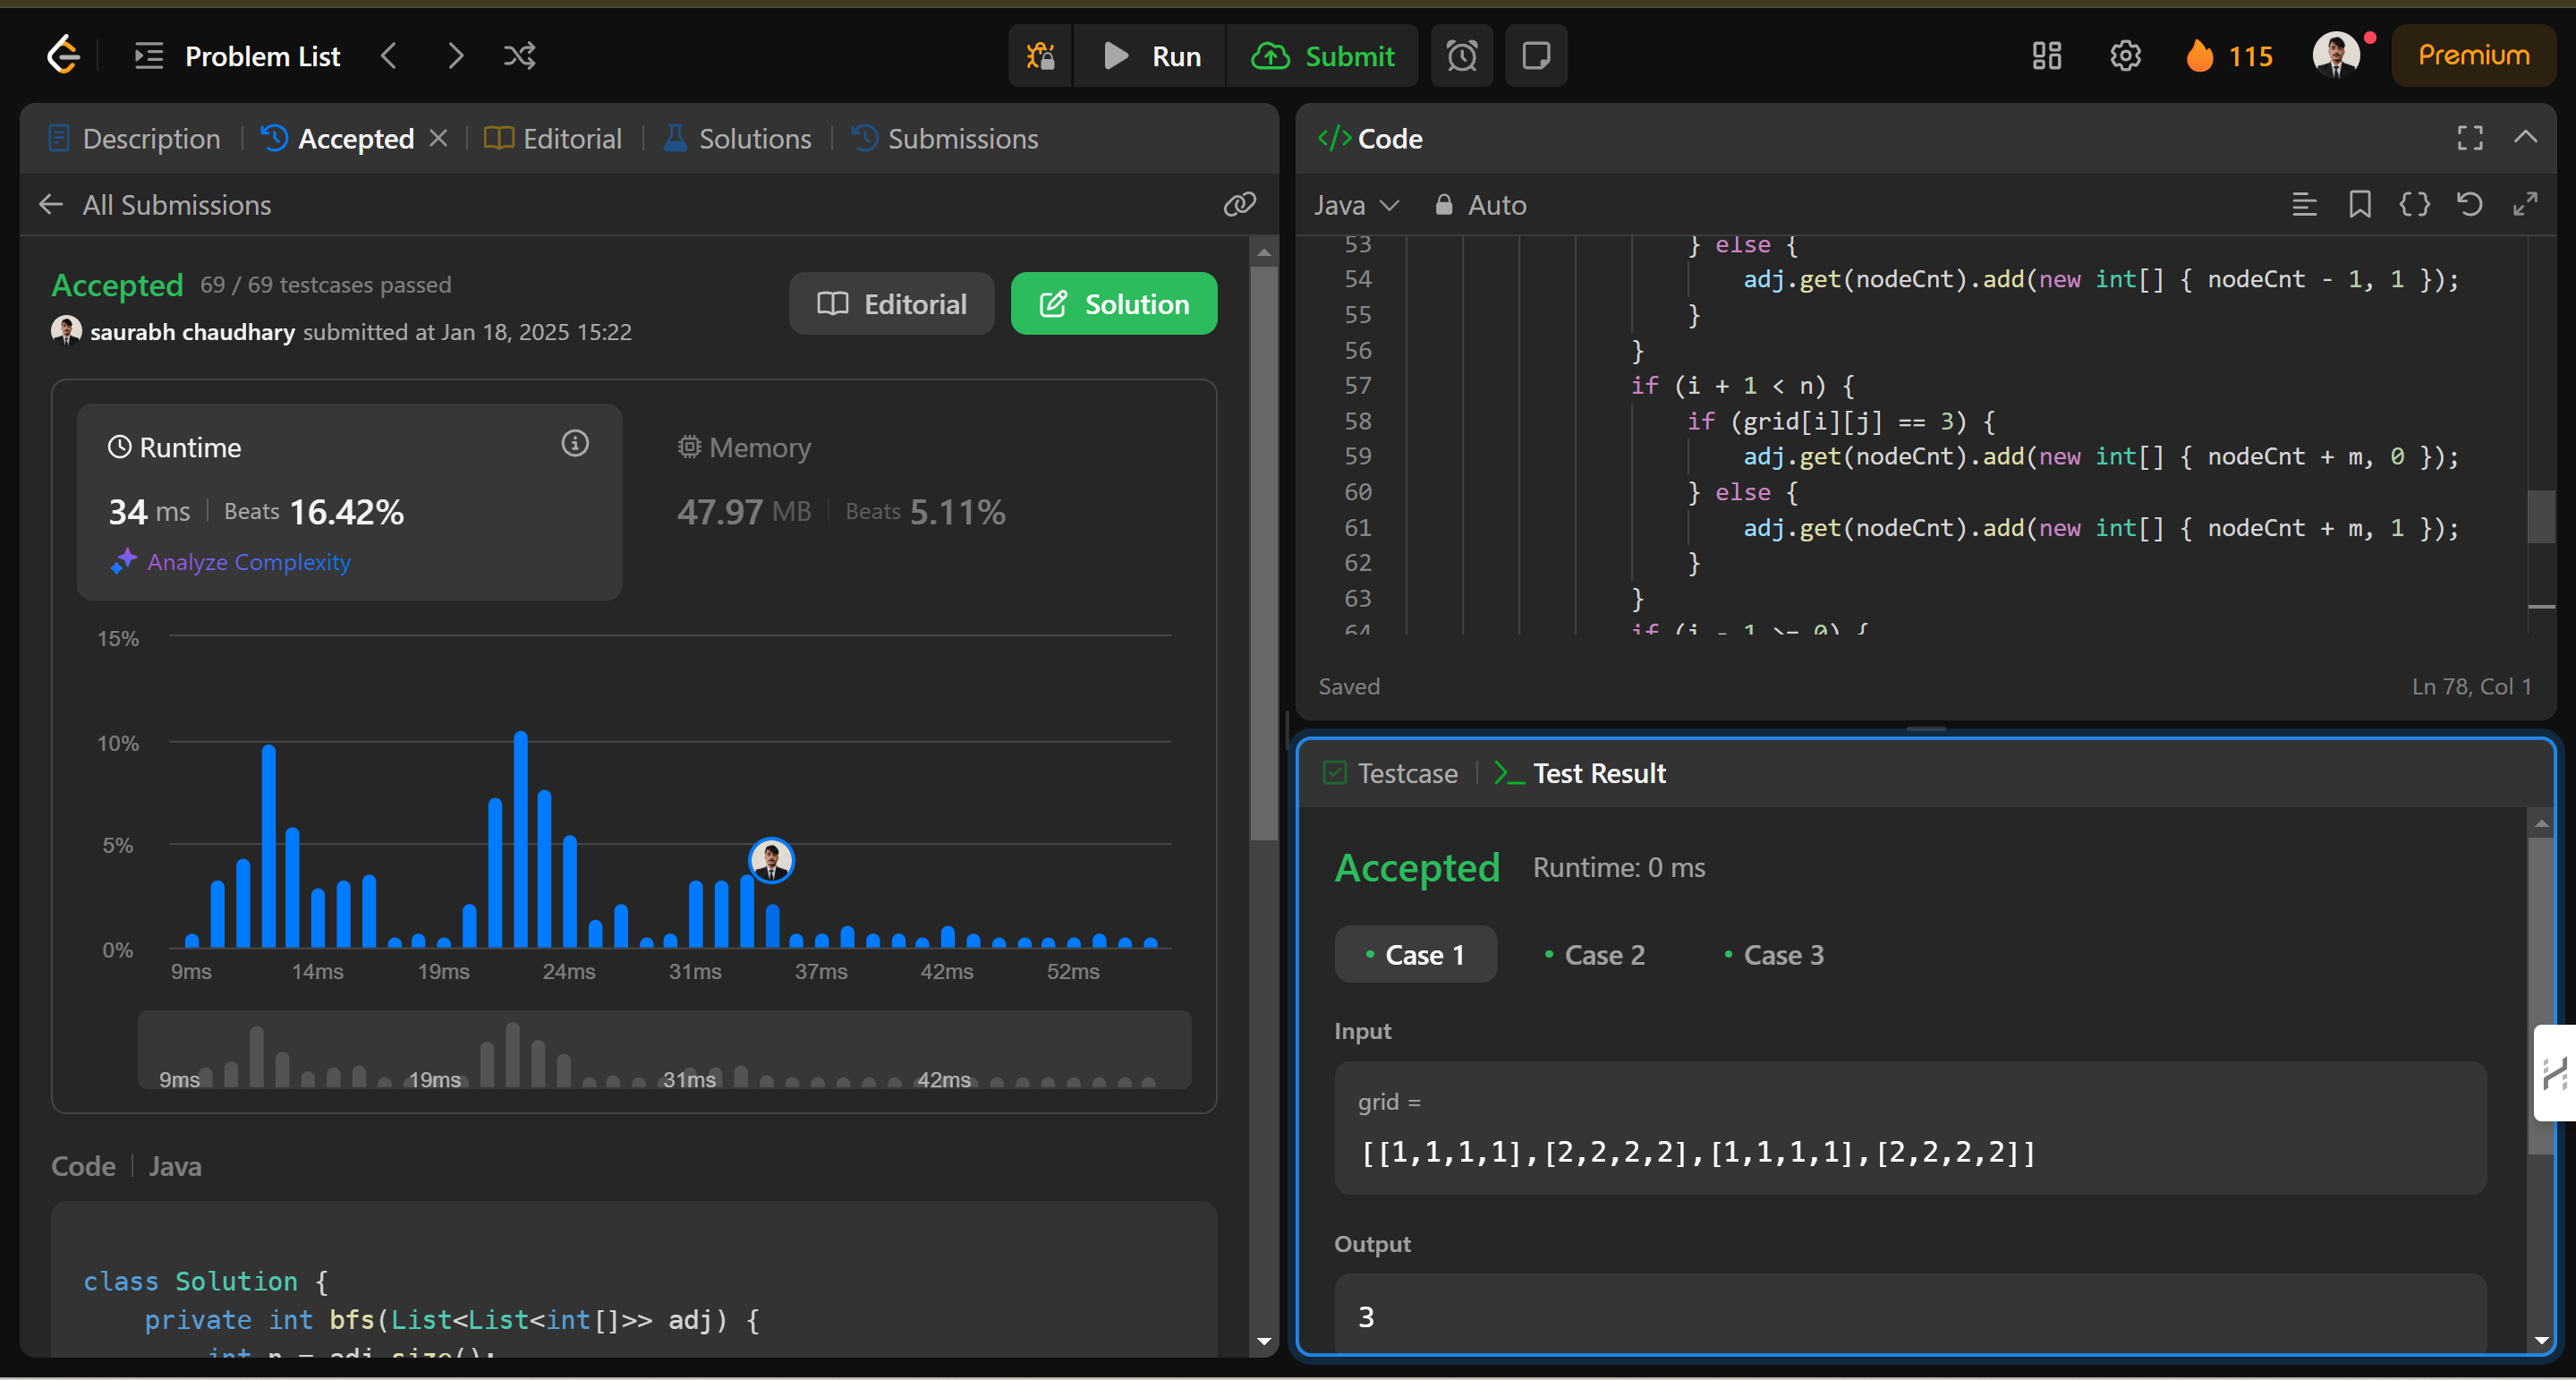 Problem List
Run
Submit
115
Premium
Description
Accepted
Editorial
Solutions
Submissions
All Submissions
Accepted 69 / 69 testcases passed
saurabh chaudhary submitted at Jan 18, 2025 15:22
Editorial
Solution
Runtime
34 ms | Beats 16.42%
Analyze Complexity
Memory
47.97 MB | Beats 5.11%
15%
10%
5%
0%
9ms 14ms 19ms 24ms 31ms 37ms 42ms 52ms
9ms 19ms 31ms 42ms
Code | Java
class Solution {
private int bfs(List<List<int[]>> adj) {
int n = adj.size();
</> Code
Java
Auto
53 } else {
54 adj.get(nodeCnt).add(new int[] { nodeCnt - 1, 1 });
55 }
56 }
57 if (i + 1 < n) {
58 if (grid[i][j] == 3) {
59 adj.get(nodeCnt).add(new int[] { nodeCnt + m, 0 });
60 } else {
61 adj.get(nodeCnt).add(new int[] { nodeCnt + m, 1 });
62 }
63 }
64 if (i - 1 >= 0) {
Saved
Ln 78, Col 1
Testcase
>_ Test Result
Accepted Runtime: 0 ms
Case 1
Case 2
Case 3
Input
grid =
[[1,1,1,1],[2,2,2,2],[1,1,1,1],[2,2,2,2]]
Output
3